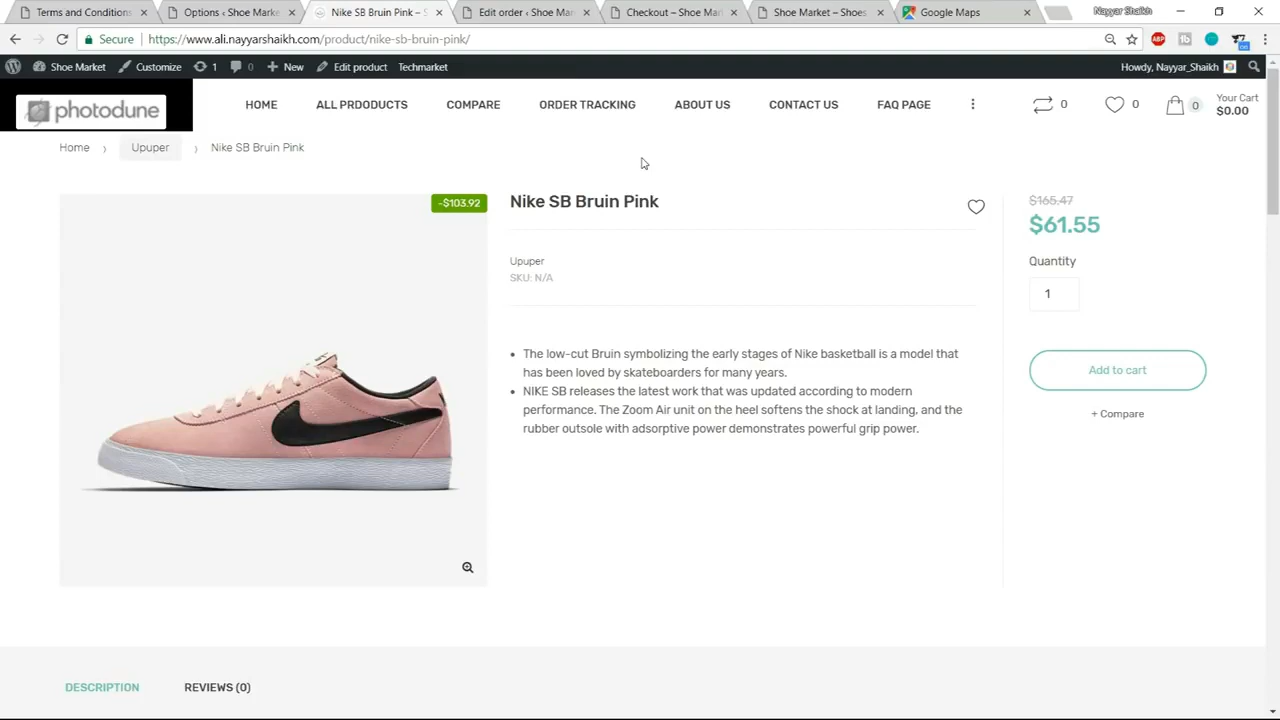 Terms and Conditions
Options ‹ Shoe Marke
Nike SB Bruin Pink – S
Edit order ‹ Shoe Mar
Checkout – Shoe Mar
Shoe Market – Shoes
Google Maps
Nayyar Shaikh
Secure
https://www.ali.nayyarshaikh.com/product/nike-sb-bruin-pink/
Shoe Market
Customize
1
0
New
Edit product
Techmarket
Howdy, Nayyar_Shaikh
photodune
HOME
ALL PRDODUCTS
COMPARE
ORDER TRACKING
ABOUT US
CONTACT US
FAQ PAGE
0
0
0
Your Cart
$0.00
Home
Upuper
Nike SB Bruin Pink
-$103.92
Nike SB Bruin Pink
Upuper
SKU: N/A
The low-cut Bruin symbolizing the early stages of Nike basketball is a model that
has been loved by skateboarders for many years.
NIKE SB releases the latest work that was updated according to modern
performance. The Zoom Air unit on the heel softens the shock at landing, and the
rubber outsole with adsorptive power demonstrates powerful grip power.
$165.47
$61.55
Quantity
1
Add to cart
+ Compare
DESCRIPTION
REVIEWS (0)